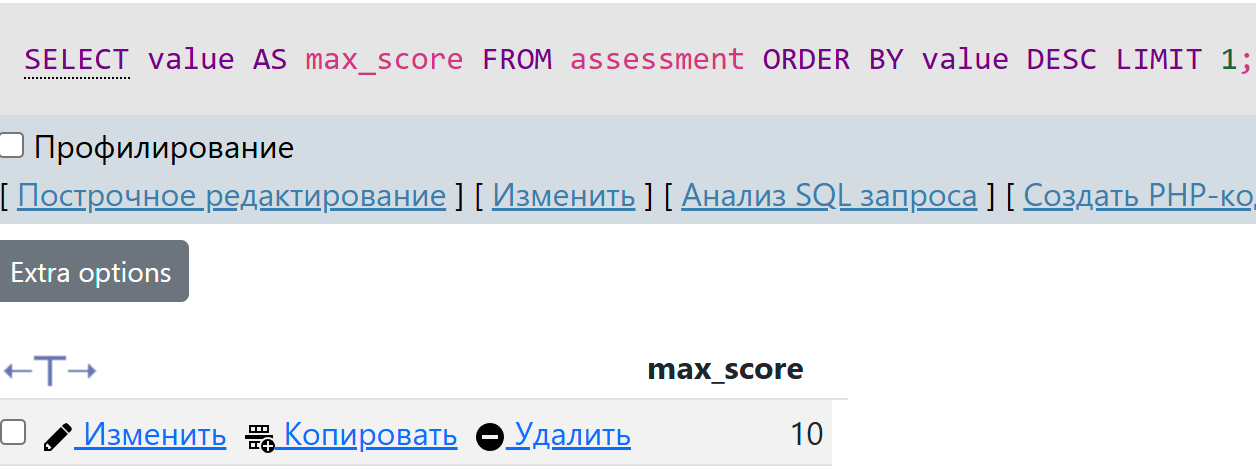 SELECT value AS max_score FROM assessment ORDER BY value DESC LIMIT 1;
Профилирование
[ Построчное редактирование ] [ Изменить ] [ Анализ SQL запроса ] [ Создать PHP-ко
Extra options
max_score
Изменить Копировать Удалить 10